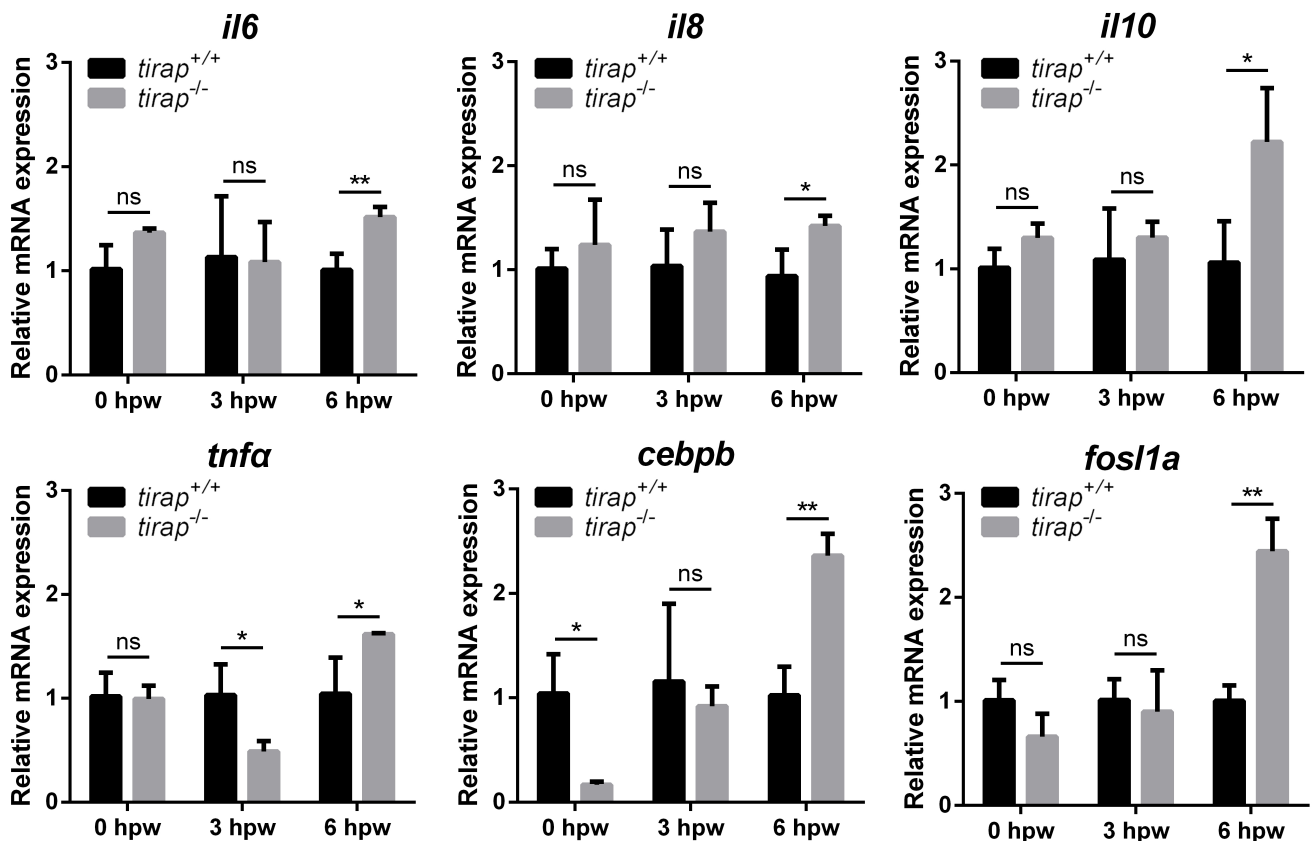 il6
il8
il10
Relative mRNA expression
3
2
1
0
tirap+/+
tirap-/-
ns
ns
**
0 hpw 3 hpw 6 hpw
Relative mRNA expression
3
2
1
0
tirap+/+
tirap-/-
ns
ns
*
0 hpw 3 hpw 6 hpw
Relative mRNA expression
3
2
1
0
tirap+/+
tirap-/-
ns
ns
*
0 hpw 3 hpw 6 hpw
tnfα
cebpb
fosl1a
Relative mRNA expression
3
2
1
0
tirap+/+
tirap-/-
ns
*
*
0 hpw 3 hpw 6 hpw
Relative mRNA expression
3
2
1
0
tirap+/+
tirap-/-
*
ns
**
0 hpw 3 hpw 6 hpw
Relative mRNA expression
3
2
1
0
tirap+/+
tirap-/-
ns
ns
**
0 hpw 3 hpw 6 hpw